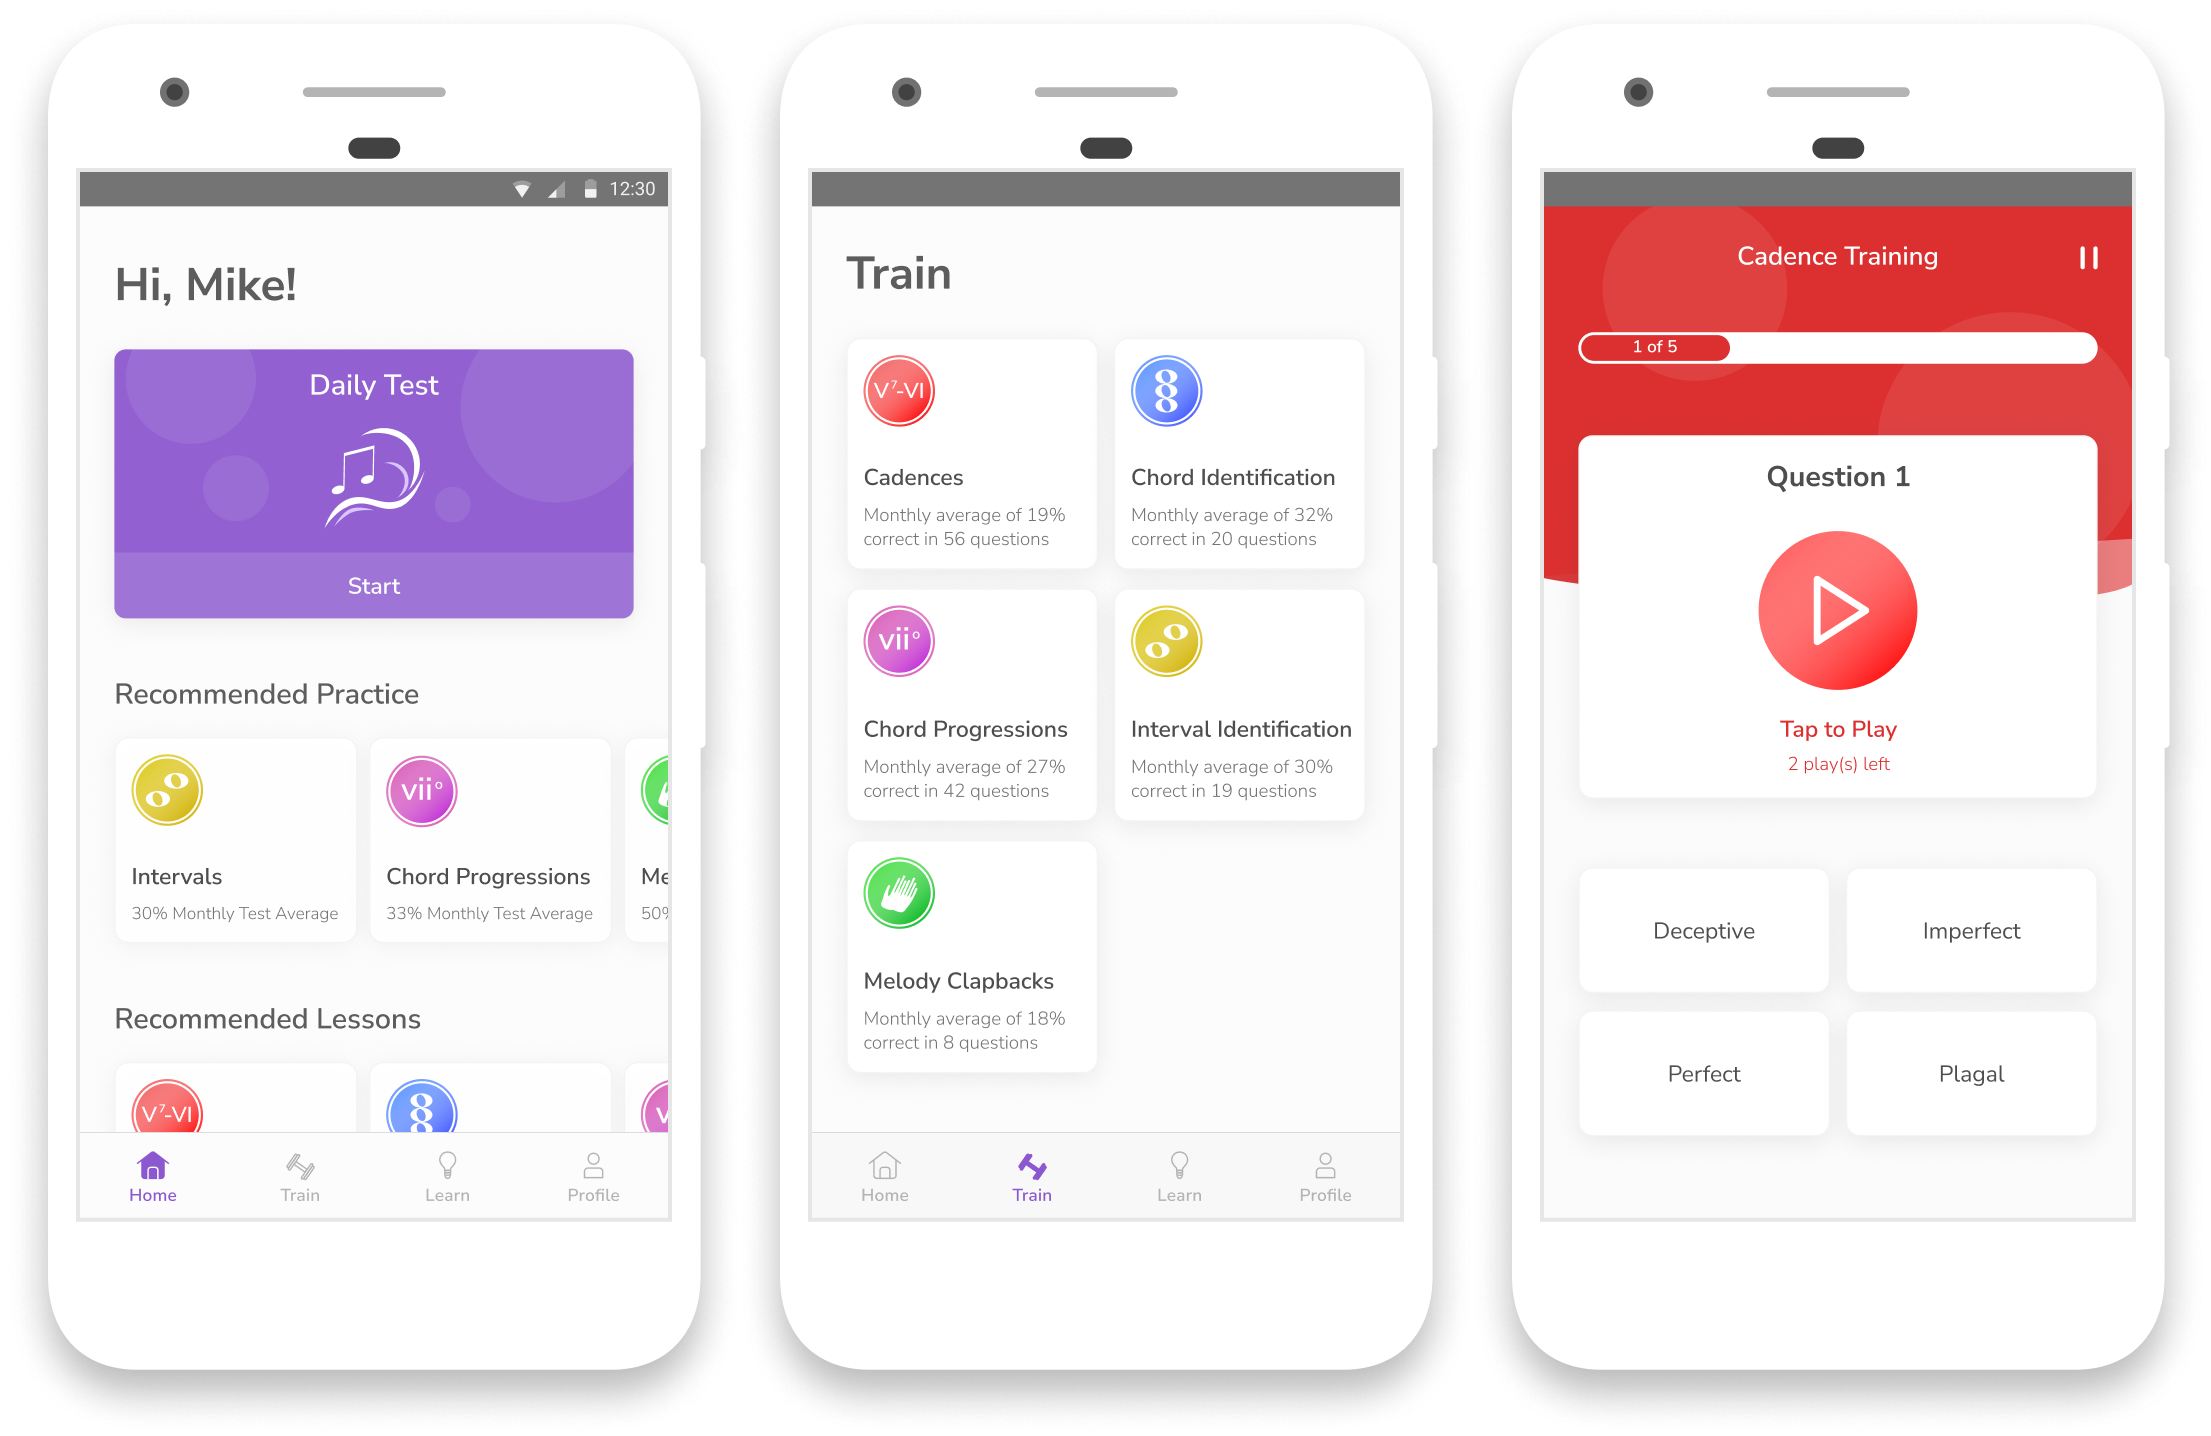 12:30
Hi, Mike!
Daily Test
Start
Recommended Practice
vii°
Intervals
Chord Progressions
Me
30% Monthly Test Average
33% Monthly Test Average
50%
Recommended Lessons
V⁷-VI
8
V
Home
Train
Learn
Profile
Train
V⁷-VI
8
Cadences
Chord Identification
Monthly average of 19%
correct in 56 questions
Monthly average of 32%
correct in 20 questions
vii°
Chord Progressions
Interval Identification
Monthly average of 27%
correct in 42 questions
Monthly average of 30%
correct in 19 questions
Melody Clapbacks
Monthly average of 18%
correct in 8 questions
Home
Train
Learn
Profile
Cadence Training
1 of 5
Question 1
Tap to Play
2 play(s) left
Deceptive
Imperfect
Perfect
Plagal